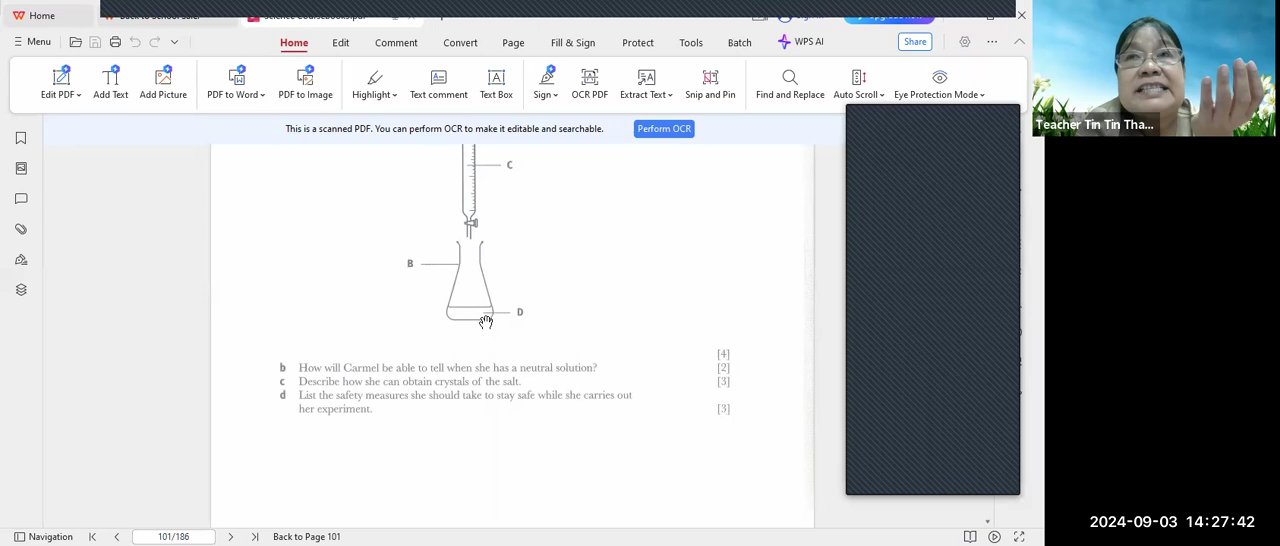 Home
Menu
Home Edit Comment Convert Page Fill & Sign Protect Tools Batch WPS AI Share
Edit PDF Add Text Add Picture PDF to Word PDF to Image Highlight Text comment Text Box Sign OCR PDF Extract Text Snip and Pin Find and Replace Auto Scroll Eye Protection Mode
Teacher Tin Tin Tha...
This is a scanned PDF. You can perform OCR to make it editable and searchable. Perform OCR
C
B
D
[4]
b How will Carmel be able to tell when she has a neutral solution? [2]
c Describe how she can obtain crystals of the salt. [3]
d List the safety measures she should take to stay safe while she carries out
her experiment. [3]
2024-09-03 14:27:42
Navigation 101/186 Back to Page 101